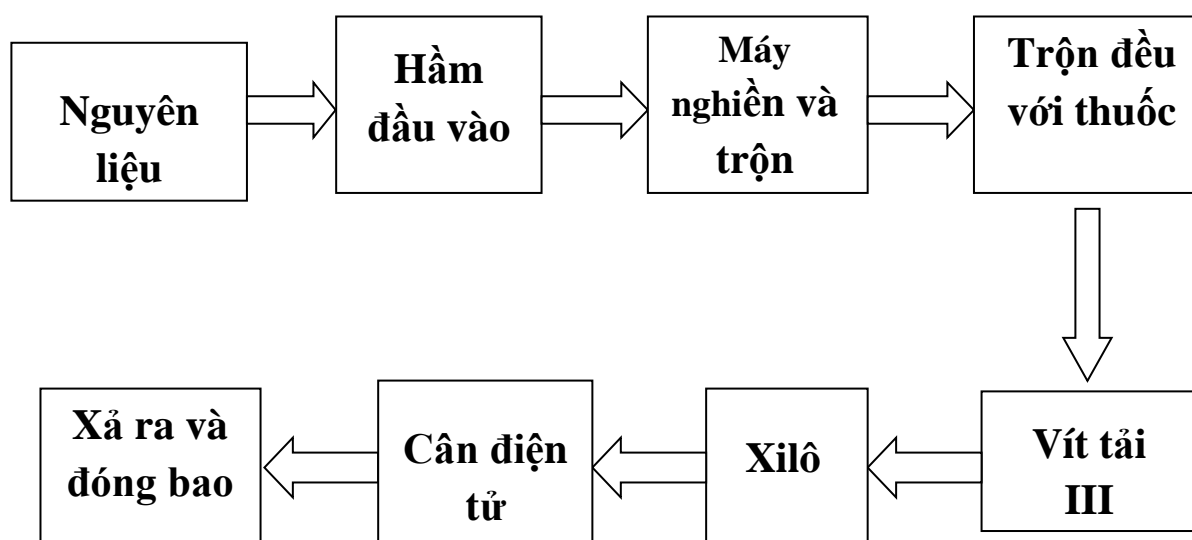 Nguyên
liệu
Hầm
đầu vào
Máy
nghiền và
trộn
Trộn đều
với thuốc
Vít tải
III
Xilô
Cân điện
tử
Xả ra và
đóng bao